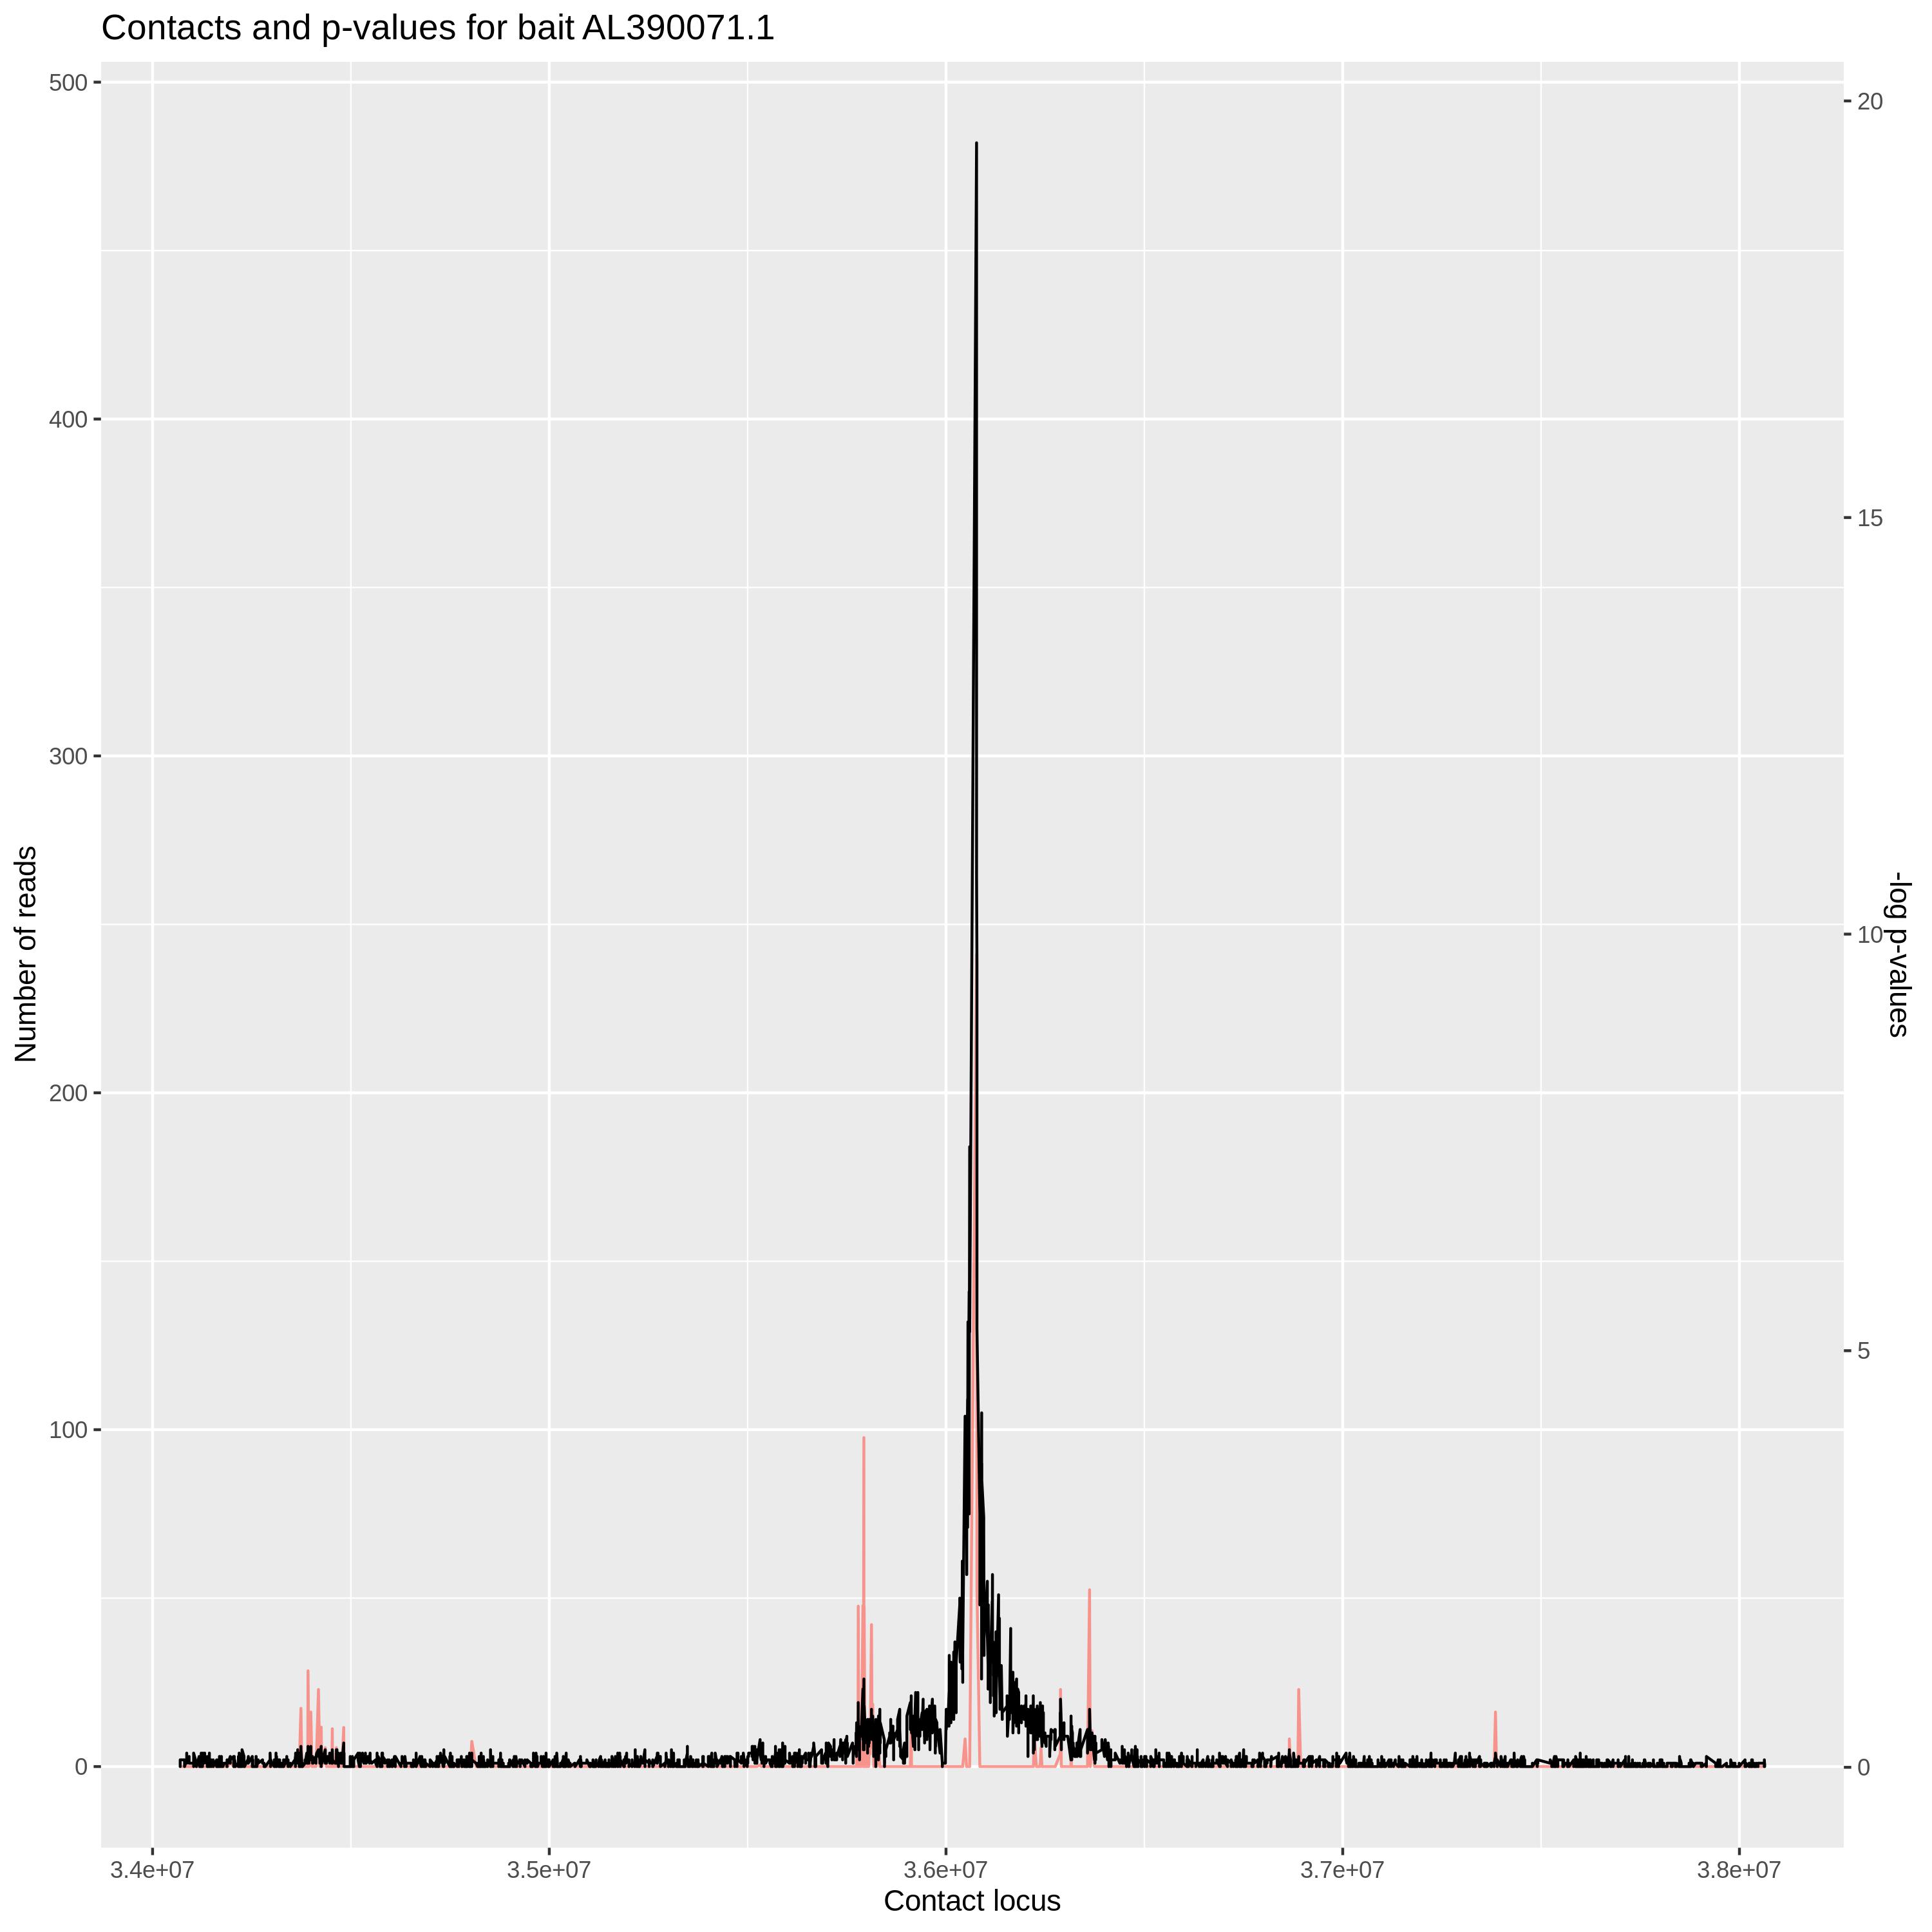 Contacts and p-values for bait AL390071.1
500
400
300
200
100
0
Number of reads
20
15
10
5
0
-log p-values
3.4e+07 3.5e+07 3.6e+07 3.7e+07 3.8e+07
Contact locus